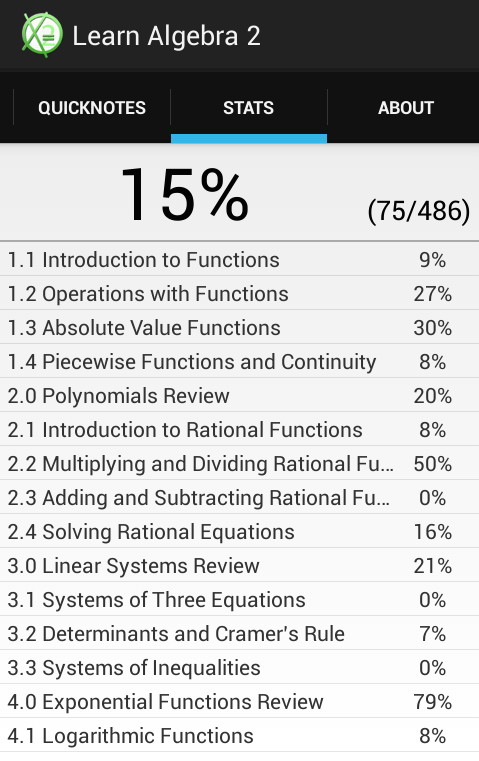 Learn Algebra 2
QUICKNOTES STATS ABOUT
15% (75/486)
1.1 Introduction to Functions 9%
1.2 Operations with Functions 27%
1.3 Absolute Value Functions 30%
1.4 Piecewise Functions and Continuity 8%
2.0 Polynomials Review 20%
2.1 Introduction to Rational Functions 8%
2.2 Multiplying and Dividing Rational Fu... 50%
2.3 Adding and Subtracting Rational Fu... 0%
2.4 Solving Rational Equations 16%
3.0 Linear Systems Review 21%
3.1 Systems of Three Equations 0%
3.2 Determinants and Cramer's Rule 7%
3.3 Systems of Inequalities 0%
4.0 Exponential Functions Review 79%
4.1 Logarithmic Functions 8%